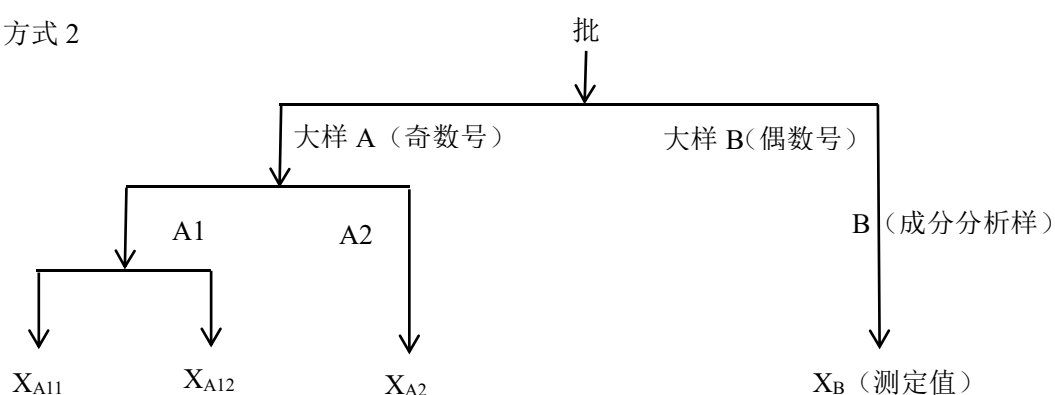 方式 2
批
大样 A（奇数号）
大样 B（偶数号）
A1
A2
B（成分分析样）
XA11
XA12
XA2
XB（测定值）